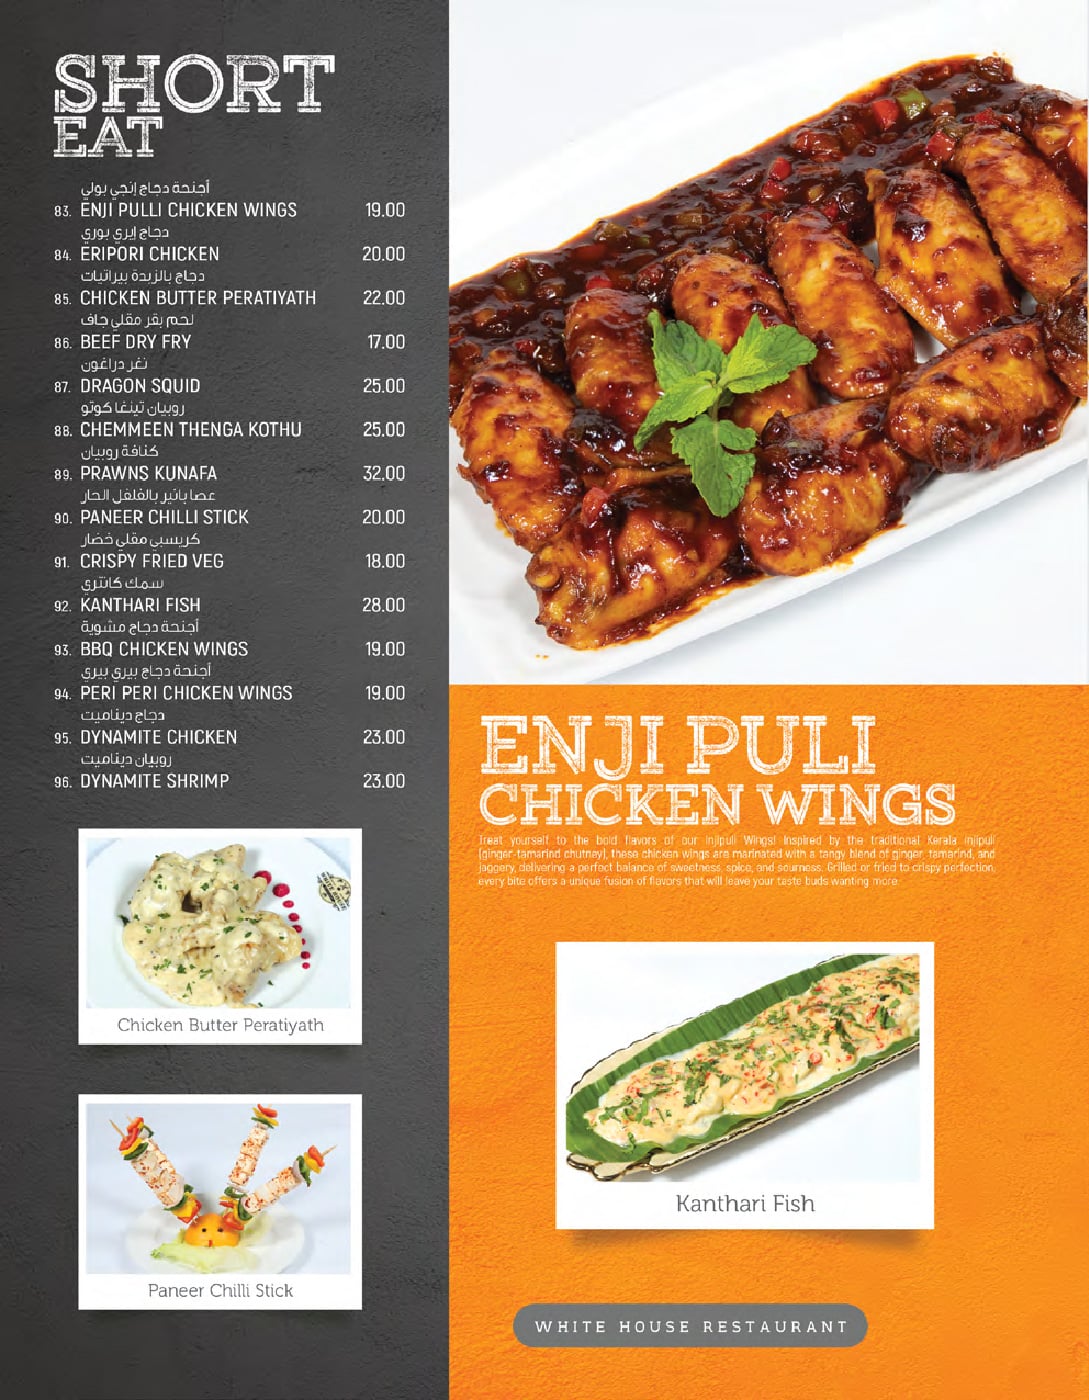 SHORT
EAT
أجنحة دجاج إنجي بولي
83. ENJI PULLI CHICKEN WINGS 19.00
دجاج إيري بوري
84. ERIPORI CHICKEN 20.00
دجاج بالزبدة بيراتيات
85. CHICKEN BUTTER PERATIYATH 22.00
لحم بقر مقلي جاف
86. BEEF DRY FRY 17.00
نغر دراغون
87. DRAGON SQUID 25.00
روبيان تينغا كوتو
88. CHEMMEEN THENGA KOTHU 25.00
كنافة روبيان
89. PRAWNS KUNAFA 32.00
عصا بانير بالفلفل الحار
90. PANEER CHILLI STICK 20.00
كريسبي مقلي خضار
91. CRISPY FRIED VEG 18.00
سمك كانتري
92. KANTHARI FISH 28.00
أجنحة دجاج مشوية
93. BBQ CHICKEN WINGS 19.00
أجنحة دجاج بيري بيري
94. PERI PERI CHICKEN WINGS 19.00
دجاج ديناميت
95. DYNAMITE CHICKEN 23.00
روبيان ديناميت
96. DYNAMITE SHRIMP 23.00
Chicken Butter Peratiyath
Paneer Chilli Stick
ENJI PULI
CHICKEN WINGS
Treat yourself to the bold flavors of our Injipuli Wings! Inspired by the traditional Kerala injipuli
(ginger-tamarind chutney), these chicken wings are marinated with a tangy blend of ginger, tamarind, and
jaggery, delivering a perfect balance of sweetness, spice, and sourness. Grilled or fried to crispy perfection,
every bite offers a unique fusion of flavors that will leave your taste buds wanting more.
Kanthari Fish
WHITE HOUSE RESTAURANT